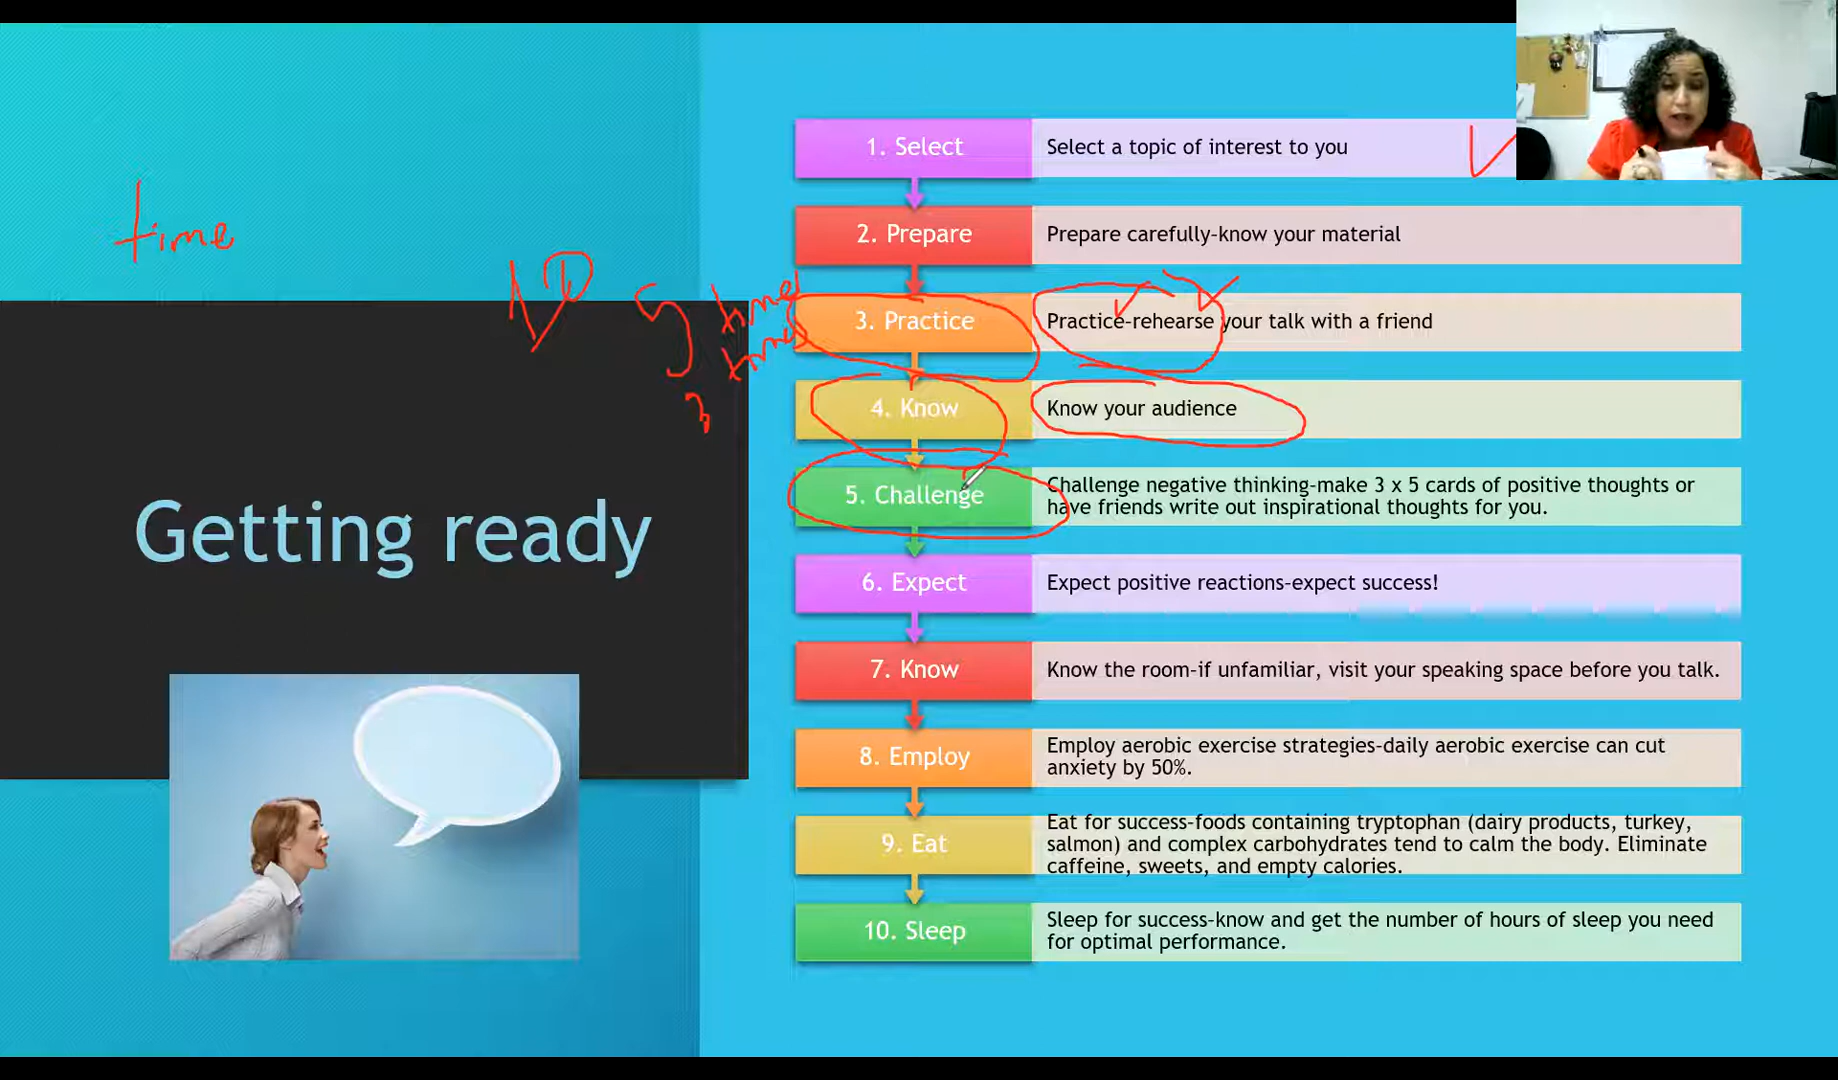 time
times
times
3
Getting ready
1. Select
Select a topic of interest to you
2. Prepare
Prepare carefully-know your material
3. Practice
Practice-rehearse your talk with a friend
4. Know
Know your audience
5. Challenge
Challenge negative thinking-make 3 x 5 cards of positive thoughts or
have friends write out inspirational thoughts for you.
6. Expect
Expect positive reactions-expect success!
7. Know
Know the room-if unfamiliar, visit your speaking space before you talk.
8. Employ
Employ aerobic exercise strategies-daily aerobic exercise can cut
anxiety by 50%.
9. Eat
Eat for success-foods containing tryptophan (dairy products, turkey,
salmon) and complex carbohydrates tend to calm the body. Eliminate
caffeine, sweets, and empty calories.
10. Sleep
Sleep for success-know and get the number of hours of sleep you need
for optimal performance.